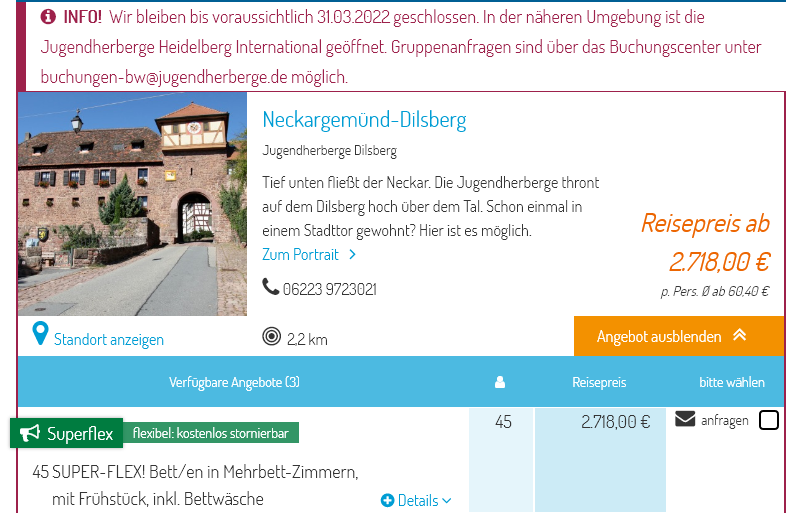 INFO! Wir bleiben bis voraussichtlich 31.03.2022 geschlossen. In der näheren Umgebung ist die
Jugendherberge Heidelberg International geöffnet. Gruppenanfragen sind über das Buchungscenter unter
buchungen-bw@jugendherberge.de möglich.
Neckargemünd-Dilsberg
Jugendherberge Dilsberg
Tief unten fließt der Neckar. Die Jugendherberge thront
auf dem Dilsberg hoch über dem Tal. Schon einmal in
einem Stadttor gewohnt? Hier ist es möglich.
Zum Portrait
06223 9723021
Reisepreis ab
2.718,00 €
p. Pers. Ø ab 60,40 €
Standort anzeigen
2,2 km
Angebot ausblenden
Verfügbare Angebote (3)
Reisepreis
bitte wählen
Superflex
flexibel: kostenlos stornierbar
45
2.718,00 €
anfragen
45 SUPER-FLEX! Bett/en in Mehrbett-Zimmern,
mit Frühstück, inkl. Bettwäsche
Details